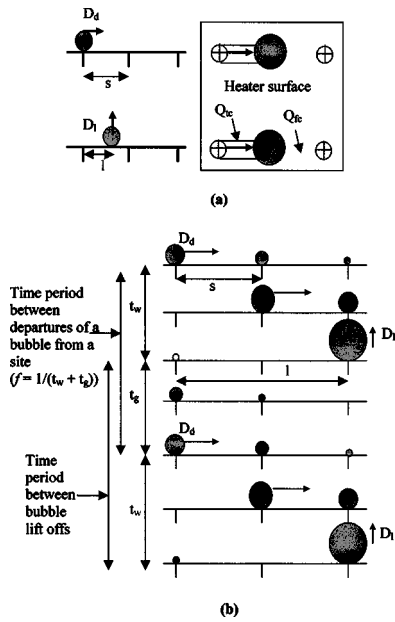 D_d
s
D_l
l
Heater surface
Q_tc
Q_fc
(a)
D_d
s
Time period
between
departures of a
bubble from a
site
(f = 1/(t_w + t_g))
t_w
D_l
l
t_g
D_d
Time
period
between
bubble
lift offs
t_w
D_l
(b)